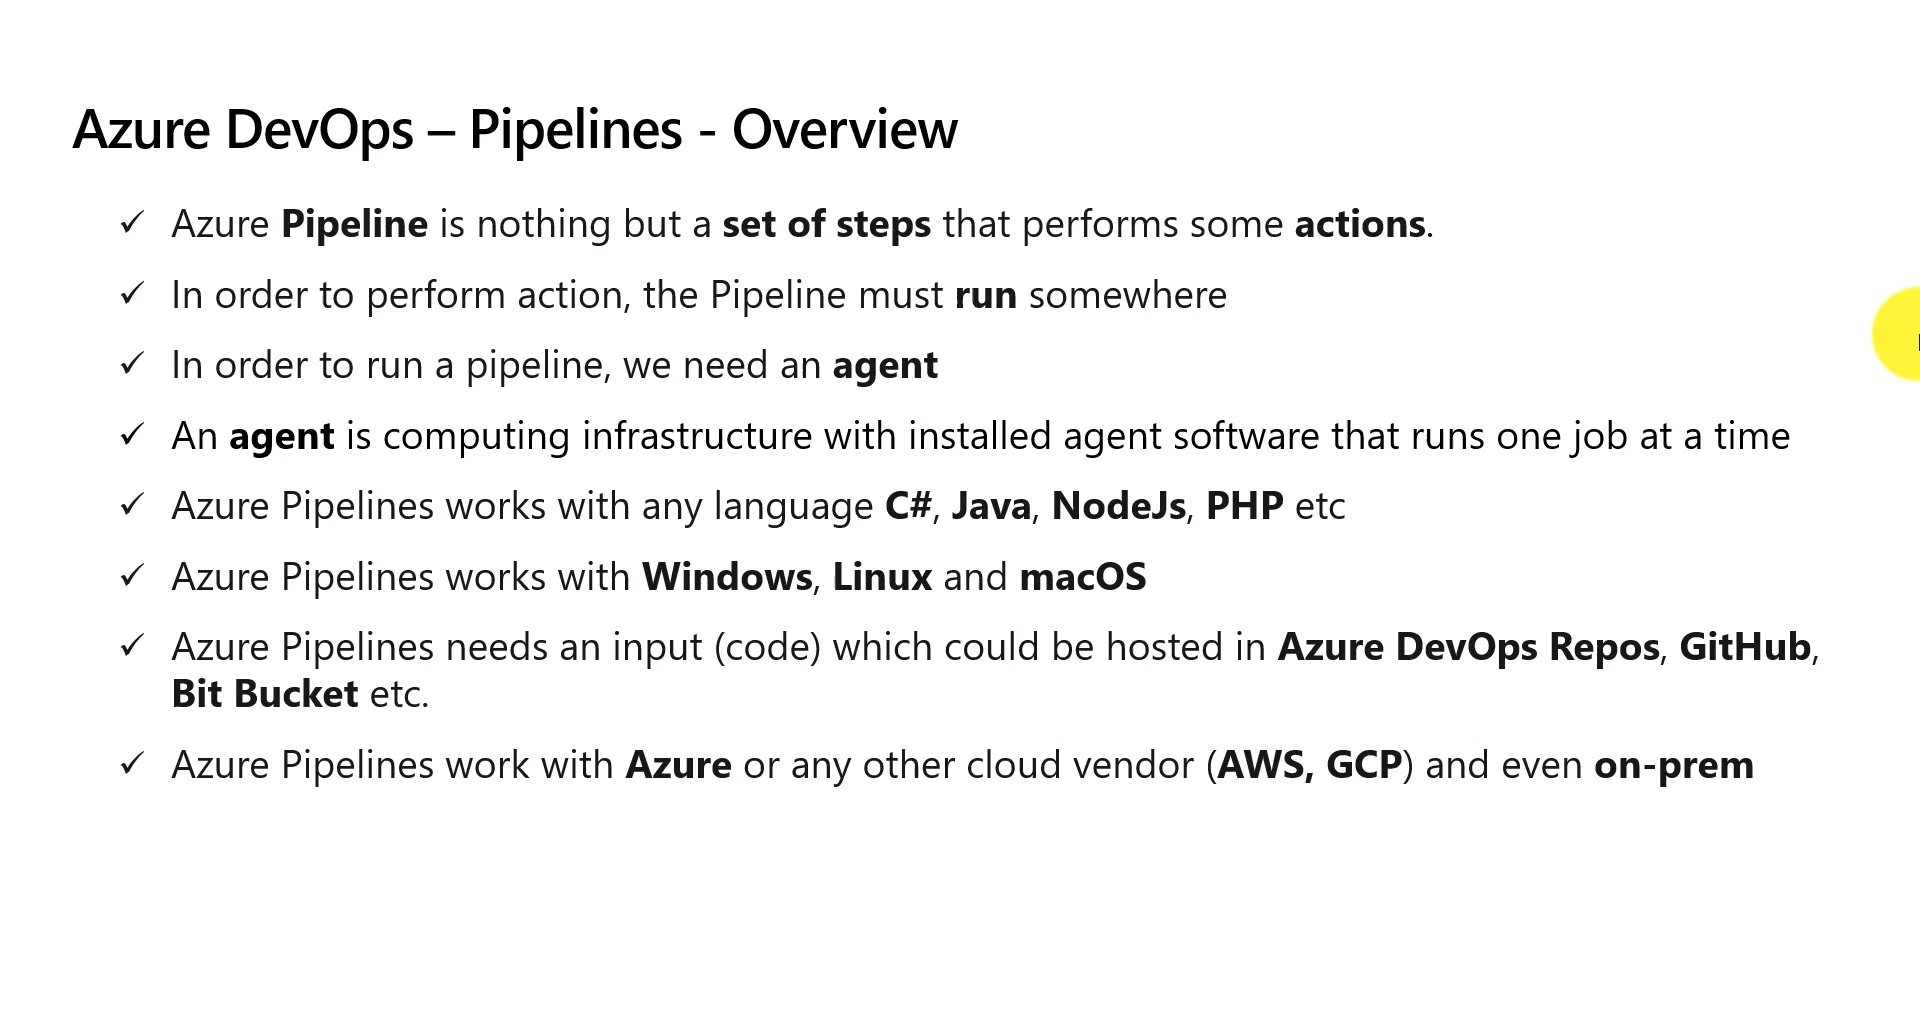 Azure DevOps – Pipelines - Overview
✓ Azure Pipeline is nothing but a set of steps that performs some actions.
✓ In order to perform action, the Pipeline must run somewhere
✓ In order to run a pipeline, we need an agent
✓ An agent is computing infrastructure with installed agent software that runs one job at a time
✓ Azure Pipelines works with any language C#, Java, NodeJs, PHP etc
✓ Azure Pipelines works with Windows, Linux and macOS
✓ Azure Pipelines needs an input (code) which could be hosted in Azure DevOps Repos, GitHub,
Bit Bucket etc.
✓ Azure Pipelines work with Azure or any other cloud vendor (AWS, GCP) and even on-prem